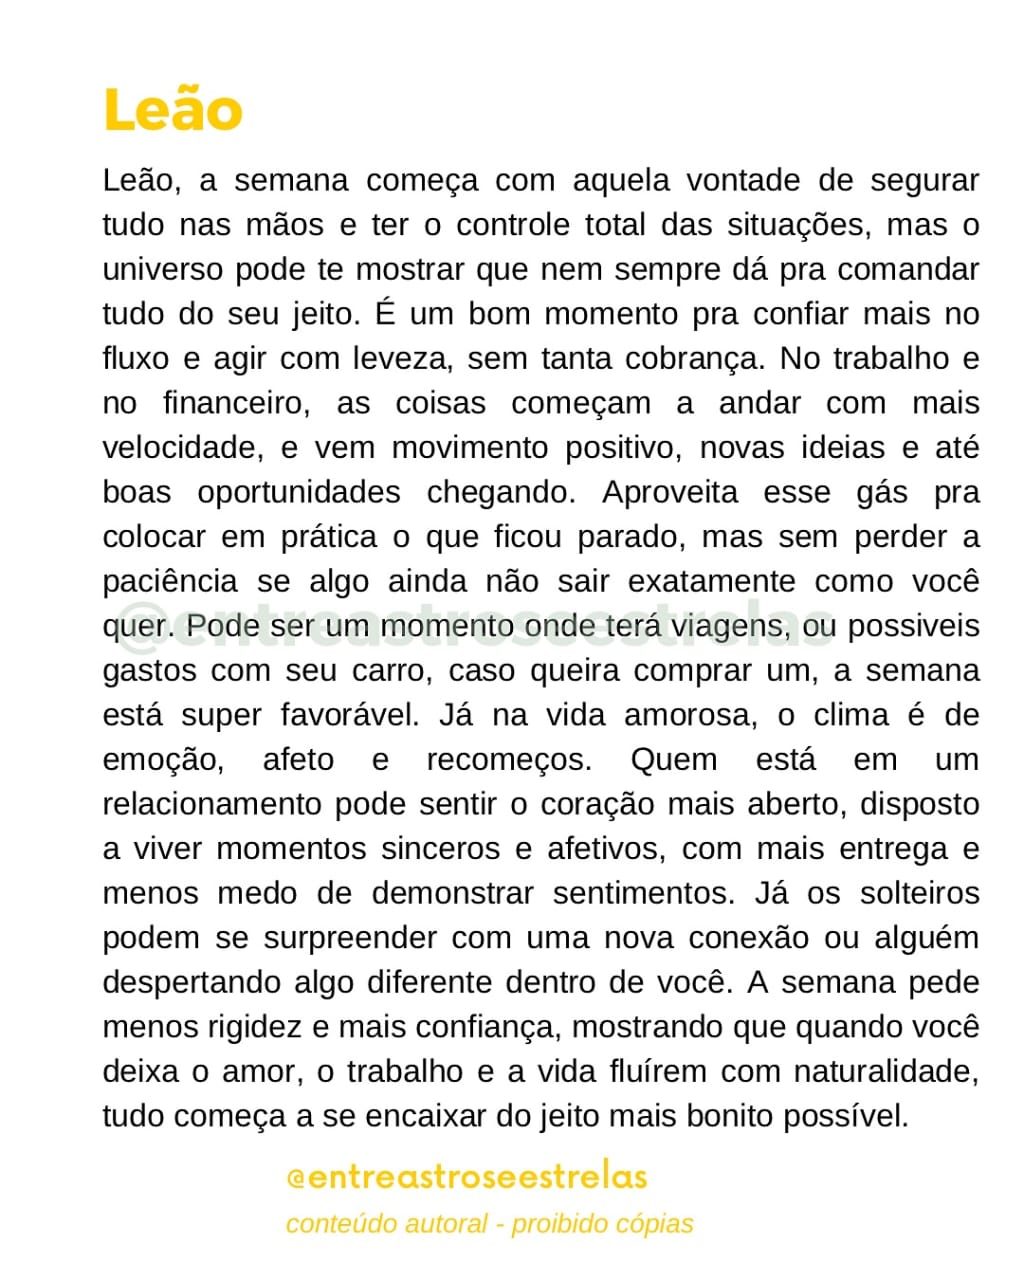 Leão
Leão, a semana começa com aquela vontade de segurar
tudo nas mãos e ter o controle total das situações, mas o
universo pode te mostrar que nem sempre dá pra comandar
tudo do seu jeito. É um bom momento pra confiar mais no
fluxo e agir com leveza, sem tanta cobrança. No trabalho e
no financeiro, as coisas começam a andar com mais
velocidade, e vem movimento positivo, novas ideias e até
boas oportunidades chegando. Aproveita esse gás pra
colocar em prática o que ficou parado, mas sem perder a
paciência se algo ainda não sair exatamente como você
quer. Pode ser um momento onde terá viagens, ou possiveis
@entreastroseestrelas
gastos com seu carro, caso queira comprar um, a semana
está super favorável. Já na vida amorosa, o clima é de
emoção, afeto e recomeços. Quem está em um
relacionamento pode sentir o coração mais aberto, disposto
a viver momentos sinceros e afetivos, com mais entrega e
menos medo de demonstrar sentimentos. Já os solteiros
podem se surpreender com uma nova conexão ou alguém
despertando algo diferente dentro de você. A semana pede
menos rigidez e mais confiança, mostrando que quando você
deixa o amor, o trabalho e a vida fluírem com naturalidade,
tudo começa a se encaixar do jeito mais bonito possível.
@entreastroseestrelas
conteúdo autoral - proibido cópias